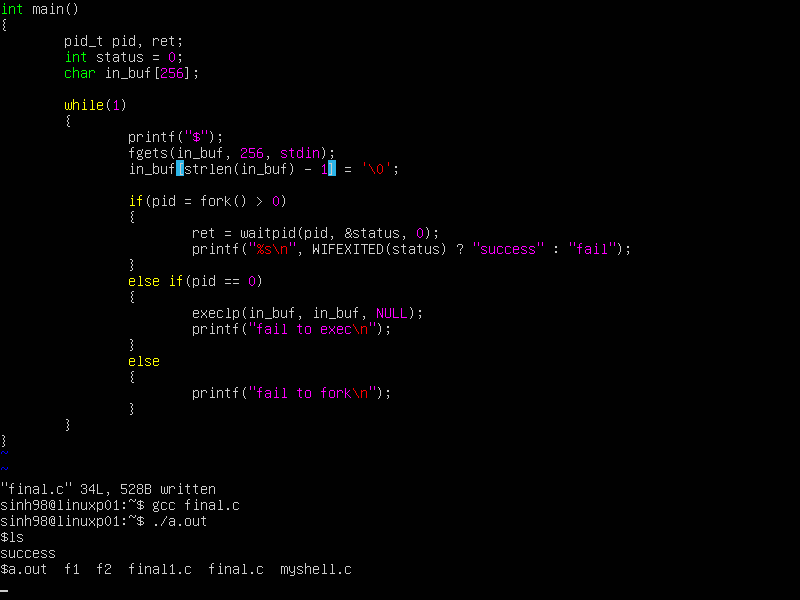 int main()
{
        pid_t pid, ret;
        int status = 0;
        char in_buf[256];
        while(1)
        {
                printf("$");
                fgets(in_buf, 256, stdin);
                in_buf[strlen(in_buf) - 1] = '\0';
                if(pid = fork() > 0)
                {
                        ret = waitpid(pid, &status, 0);
                        printf("%s\n", WIFEXITED(status) ? "success" : "fail");
                }
                else if(pid == 0)
                {
                        execlp(in_buf, in_buf, NULL);
                        printf("fail to exec\n");
                }
                else
                {
                        printf("fail to fork\n");
                }
        }
}
~
~
"final.c" 34L, 528B written
sinh98@linuxp01:~$ gcc final.c
sinh98@linuxp01:~$ ./a.out
$ls
success
$a.out  f1  f2  final1.c  final.c  myshell.c